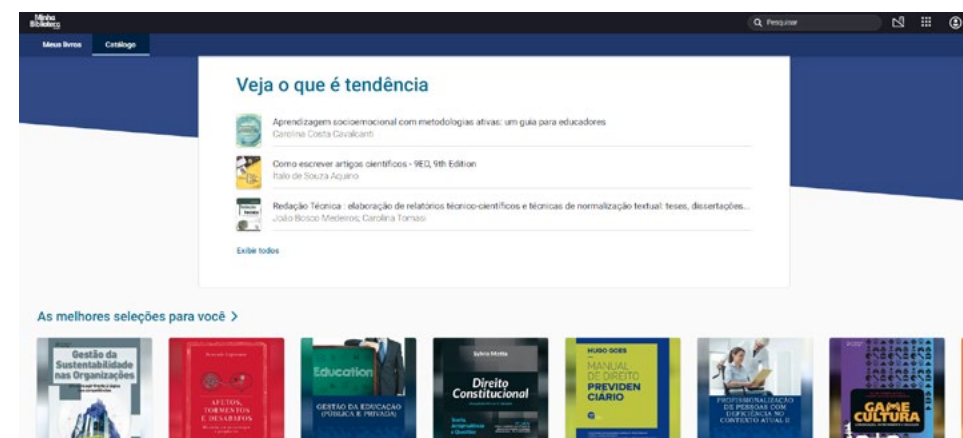 Minha
Biblioteca
Pesquisar
Meus livros Catálogo
Veja o que é tendência
Aprendizagem socioemocional com metodologias ativas: um guia para educadores
Carolina Costa Cavalcanti
Como escrever artigos científicos - 9ED, 9th Edition
Italo de Souza Aquino
Redação Técnica : elaboração de relatórios técnico-científicos e técnicas de normalização textual: teses, dissertações...
João Bosco Medeiros; Carolina Tomasi
Exibir todos
As melhores seleções para você >
Gestão da
Sustentabilidade
nas Organizações
AFETOS,
TORMENTOS
E DESABAFOS
Education
GESTÃO DA EDUCAÇÃO
(PÚBLICA E PRIVADA)
Sylvio Motta
Direito
Constitucional
HUGO GOES
MANUAL
DE DIREITO
PREVIDEN
CIÁRIO
PROFISSIONALIZAÇÃO
DE PESSOAS COM
DEFICIÊNCIA NO
CONTEXTO ATUAL II
GAME
CULTURA